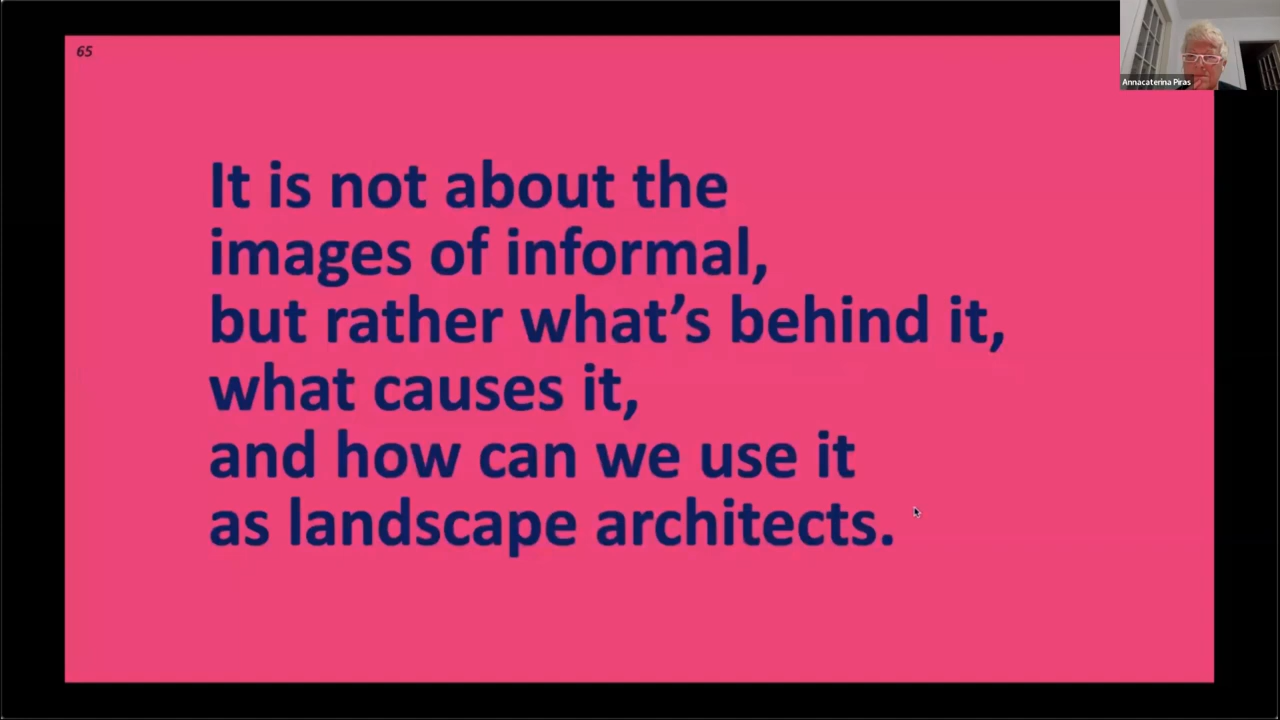 65
Annacaterina Piras
It is not about the
images of informal,
but rather what’s behind it,
what causes it,
and how can we use it
as landscape architects.